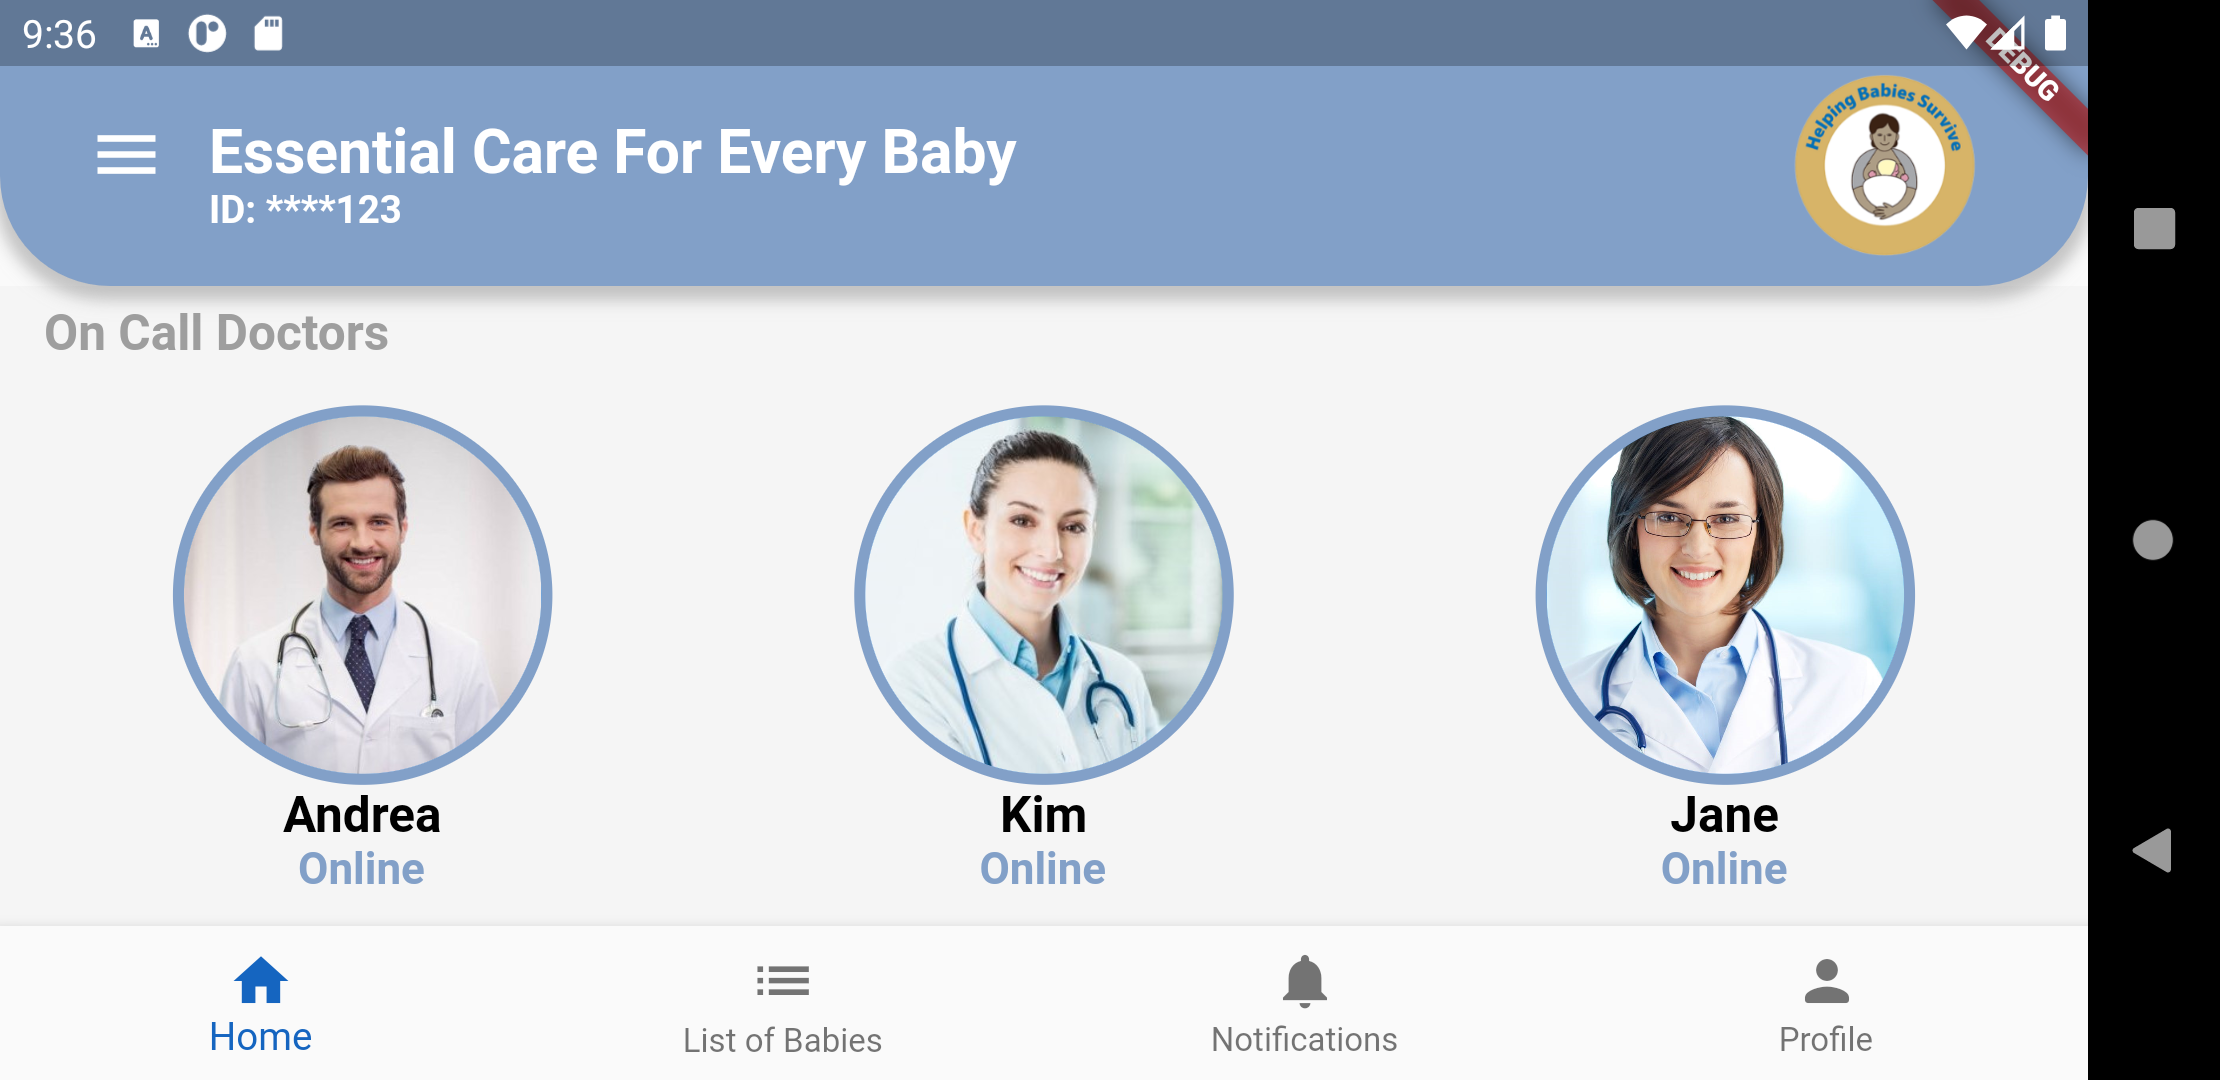 9:36
A
DEBUG
Helping Babies Survive
Essential Care For Every Baby
ID: ****123
On Call Doctors
Andrea
Online
Kim
Online
Jane
Online
Home
List of Babies
Notifications
Profile